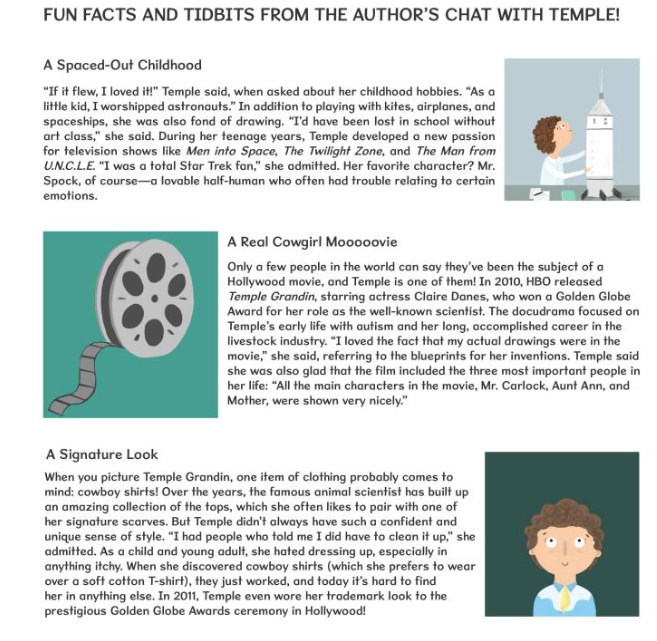 FUN FACTS AND TIDBITS FROM THE AUTHOR'S CHAT WITH TEMPLE!
A Spaced-Out Childhood
"If it flew, I loved it!" Temple said, when asked about her childhood hobbies. "As a
little kid, I worshipped astronauts." In addition to playing with kites, airplanes, and
spaceships, she was also fond of drawing. "I'd have been lost in school without
art class," she said. During her teenage years, Temple developed a new passion
for television shows like Men into Space, The Twilight Zone, and The Man from
U.N.C.L.E. "I was a total Star Trek fan," she admitted. Her favorite character? Mr.
Spock, of course—a lovable half-human who often had trouble relating to certain
emotions.
A Real Cowgirl Mooooovie
Only a few people in the world can say they've been the subject of a
Hollywood movie, and Temple is one of them! In 2010, HBO released
Temple Grandin, starring actress Claire Danes, who won a Golden Globe
Award for her role as the well-known scientist. The docudrama focused on
Temple's early life with autism and her long, accomplished career in the
livestock industry. "I loved the fact that my actual drawings were in the
movie," she said, referring to the blueprints for her inventions. Temple said
she was also glad that the film included the three most important people in
her life: "All the main characters in the movie, Mr. Carlock, Aunt Ann, and
Mother, were shown very nicely."
A Signature Look
When you picture Temple Grandin, one item of clothing probably comes to
mind: cowboy shirts! Over the years, the famous animal scientist has built up
an amazing collection of the tops, which she often likes to pair with one of
her signature scarves. But Temple didn't always have such a confident and
unique sense of style. "I had people who told me I did have to clean it up," she
admitted. As a child and young adult, she hated dressing up, especially in
anything itchy. When she discovered cowboy shirts (which she prefers to wear
over a soft cotton T-shirt), they just worked, and today it's hard to find
her in anything else. In 2011, Temple even wore her trademark look to the
prestigious Golden Globe Awards ceremony in Hollywood!